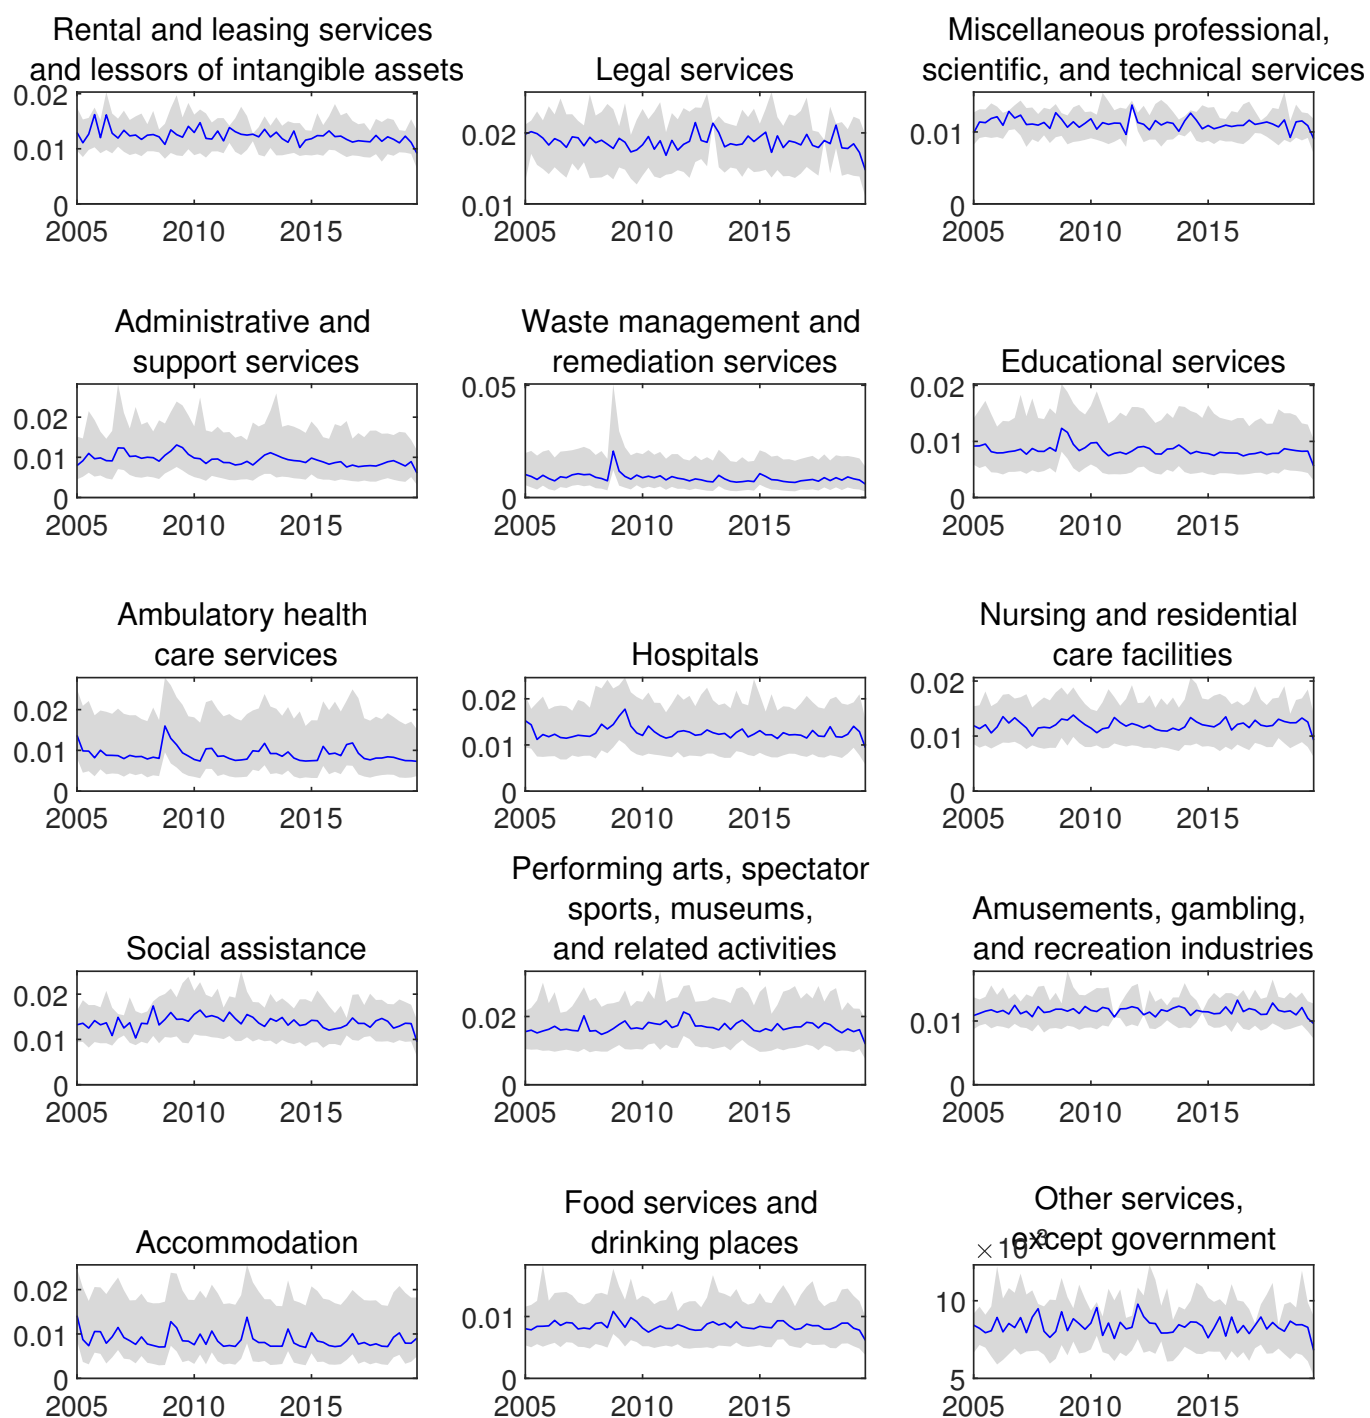 Rental and leasing services
and lessors of intangible assets
0.02
0.01
0
2005 2010 2015
Legal services
0.02
0.01
2005 2010 2015
Miscellaneous professional,
scientific, and technical services
0.01
0
2005 2010 2015
Administrative and
support services
0.02
0.01
0
2005 2010 2015
Waste management and
remediation services
0.05
0
2005 2010 2015
Educational services
0.02
0.01
0
2005 2010 2015
Ambulatory health
care services
0.02
0.01
0
2005 2010 2015
Hospitals
0.02
0.01
0
2005 2010 2015
Nursing and residential
care facilities
0.02
0.01
0
2005 2010 2015
Social assistance
0.02
0.01
0
2005 2010 2015
Performing arts, spectator
sports, museums,
and related activities
0.02
0
2005 2010 2015
Amusements, gambling,
and recreation industries
0.01
0
2005 2010 2015
Accommodation
0.02
0.01
0
2005 2010 2015
Food services and
drinking places
0.01
0
2005 2010 2015
Other services,
except government
×10⁻³
10
5
2005 2010 2015